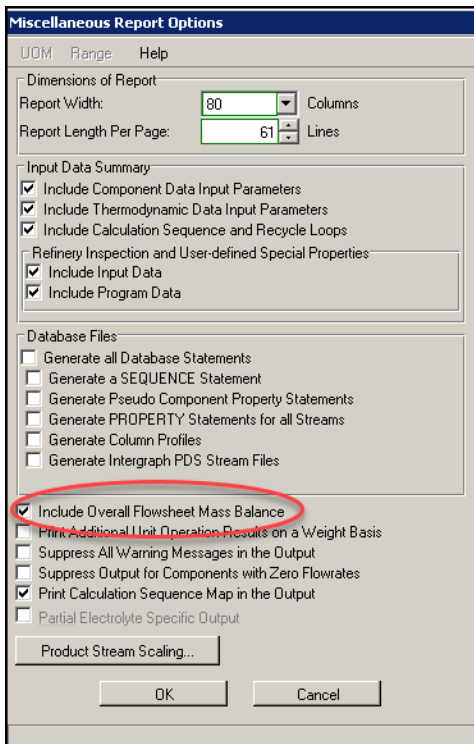 Miscellaneous Report Options
UOM Range Help
Dimensions of Report
Report Width: 80 Columns
Report Length Per Page: 61 Lines
Input Data Summary
Include Component Data Input Parameters
Include Thermodynamic Data Input Parameters
Include Calculation Sequence and Recycle Loops
Refinery Inspection and User-defined Special Properties
Include Input Data
Include Program Data
Database Files
Generate all Database Statements
Generate a SEQUENCE Statement
Generate Pseudo Component Property Statements
Generate PROPERTY Statements for all Streams
Generate Column Profiles
Generate Intergraph PDS Stream Files
Include Overall Flowsheet Mass Balance
Print Additional Unit Operation Results on a Weight Basis
Suppress All Warning Messages in the Output
Suppress Output for Components with Zero Flowrates
Print Calculation Sequence Map in the Output
Partial Electrolyte Specific Output
Product Stream Scaling...
OK Cancel